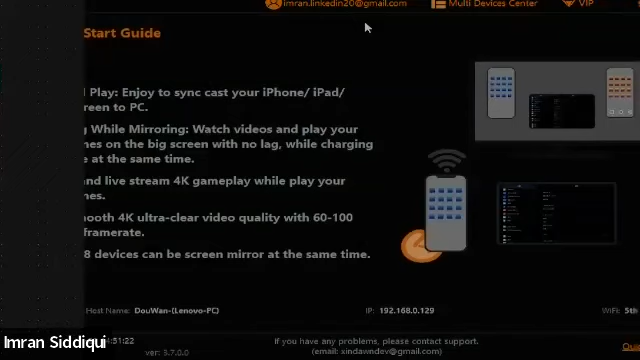 imran.linkedin20@gmail.com Multi Devices Center VIP
Start Guide
Play: Enjoy to sync cast your iPhone/ iPad/
reen to PC.
g While Mirroring: Watch videos and play your
nes on the big screen with no lag, while charging
e at the same time.
and live stream 4K gameplay while play your
nes.
nooth 4K ultra-clear video quality with 60-100
framerate.
8 devices can be screen mirror at the same time.
Host Name: DouWan-(Lenovo-PC) IP: 192.168.0.129 WiFi: 5th
Imran Siddiqui 51:22
If you have any problems, please contact support.
ver: 3.7.0.0 (email: xindawndev@gmail.com)